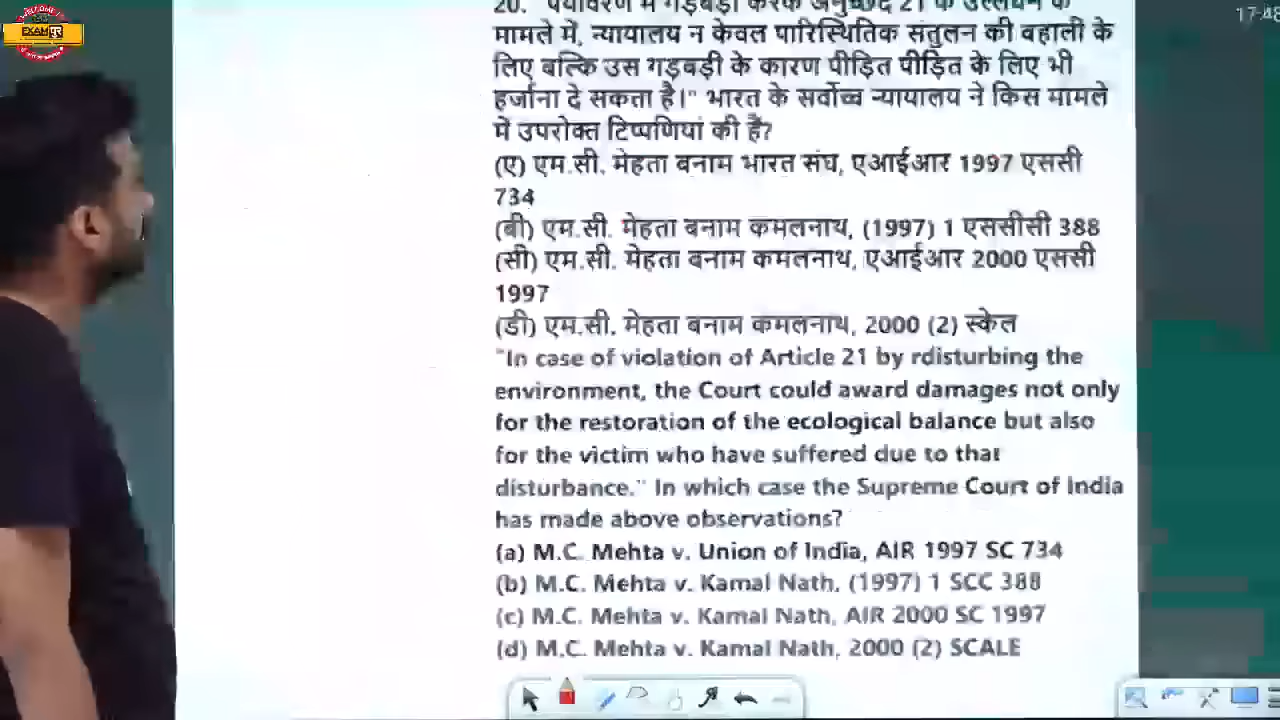 WELCOME
EXAM
17:48
20. "पर्यावरण में गड़बड़ी करके अनुच्छेद 21 के उल्लंघन के
मामले में, न्यायालय न केवल पारिस्थितिक संतुलन की बहाली के
लिए बल्कि उस गड़बड़ी के कारण पीड़ित पीड़ित के लिए भी
हर्जाना दे सकता है।" भारत के सर्वोच्च न्यायालय ने किस मामले
में उपरोक्त टिप्पणियां की है?
(ए) एम.सी. मेहता बनाम भारत संघ, एआईआर 1997 एससी
734
(बी) एम.सी. मेहता बनाम कमलनाथ, (1997) 1 एससीसी 388
(सी) एम.सी. मेहता बनाम कमलनाथ, एआईआर 2000 एससी
1997
(डी) एम.सी. मेहता बनाम कमलनाथ, 2000 (2) स्केल
"In case of violation of Article 21 by rdisturbing the
environment, the Court could award damages not only
for the restoration of the ecological balance but also
for the victim who have suffered due to that
disturbance." In which case the Supreme Court of India
has made above observations?
(a) M.C. Mehta v. Union of India, AIR 1997 SC 734
(b) M.C. Mehta v. Kamal Nath, (1997) 1 SCC 388
(c) M.C. Mehta v. Kamal Nath, AIR 2000 SC 1997
(d) M.C. Mehta v. Kamal Nath, 2000 (2) SCALE